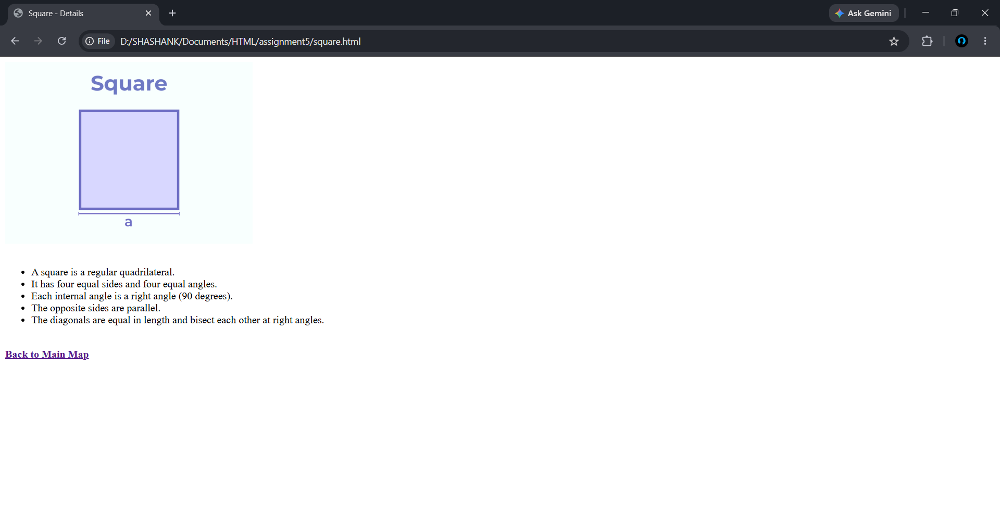 Square - Details
Ask Gemini
File
D:/SHASHANK/Documents/HTML/assignment5/square.html
Square
a
A square is a regular quadrilateral.
It has four equal sides and four equal angles.
Each internal angle is a right angle (90 degrees).
The opposite sides are parallel.
The diagonals are equal in length and bisect each other at right angles.
Back to Main Map